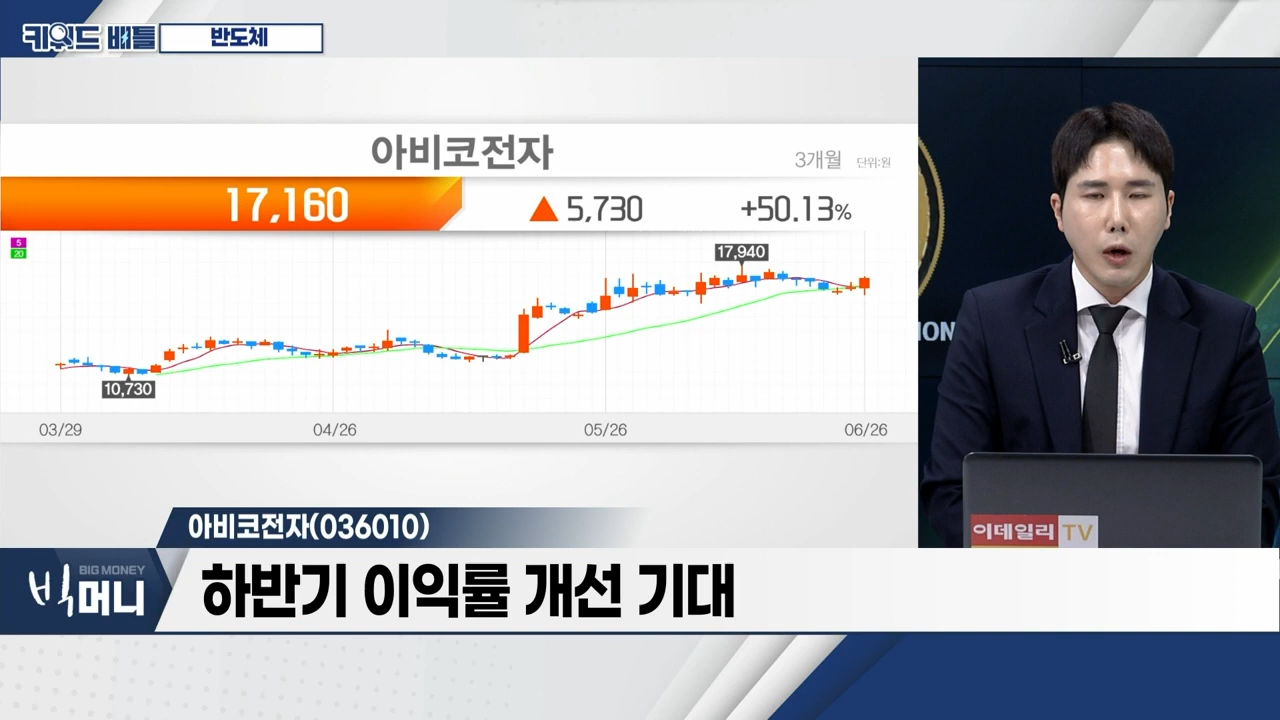 키워드 배틀
반도체
아비코전자
3개월 단위:원
17,160 ▲ 5,730 +50.13%
5
20
17,940
10,730
03/29 04/26 05/26 06/26
ION
이데일리TV
아비코전자(036010)
BIG MONEY
빅머니
하반기 이익률 개선 기대